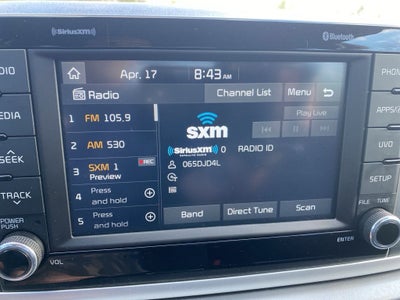 SiriusXM
Bluetooth
RADIO
MEDIA
SEEK
TRACK
POWER
PUSH
VOL
Apr. 17
8:43 AM
Radio
Channel List
Menu
1 FM 105.9
2 AM 530
3 SXM 1
REC
Preview
4 Press
and hold
5 Press
and hold
sxm
Play Live
SiriusXM
SATELLITE RADIO
0 RADIO ID
065DJD4L
Band
Direct Tune
Scan
PHONE
APPS/
UVO
SETUP
FILE
TUNE
ENTER